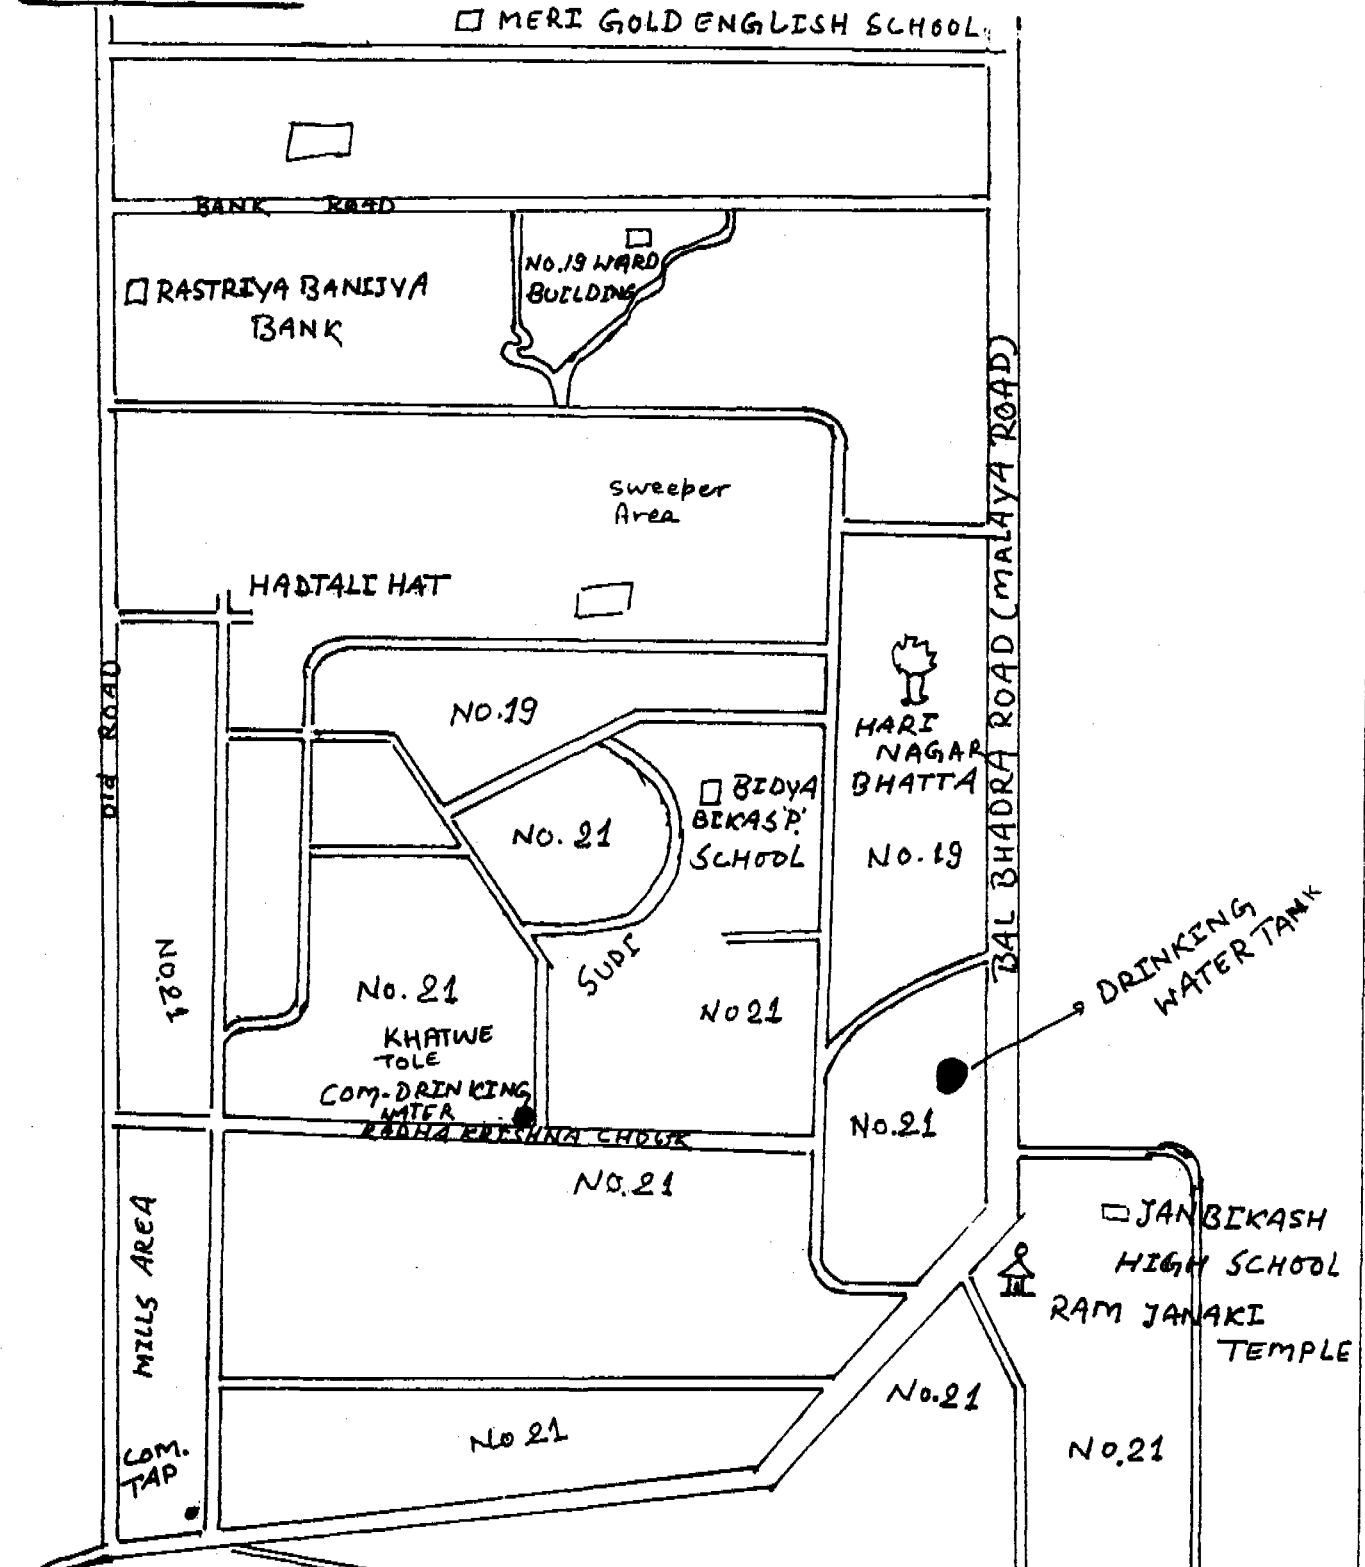 MERI GOLD ENGLISH SCHOOL
BANK ROAD
NO.19 WARD
BUILDING
RASTRIYA BANIJYA
BANK
BAL BHADRA ROAD (MALAYA ROAD)
Sweeper
Area
HADTALI HAT
Old ROAD
NO.19
HARI
NAGAR
BHATTA
NO.19
BIDYA
BIKAS 'P.'
SCHOOL
NO. 21
SUDI
DRINKING
WATER TANK
NO.21
NO. 21
KHATWE
TOLE
COM. DRINKING
WATER
RADHA KRISHNA CHOWK
NO 21
NO.21
NO.21
MILLS AREA
JAN BIKASH
HIGH SCHOOL
RAM JANAKI
TEMPLE
NO.21
NO.21
NO 21
COM.
TAP